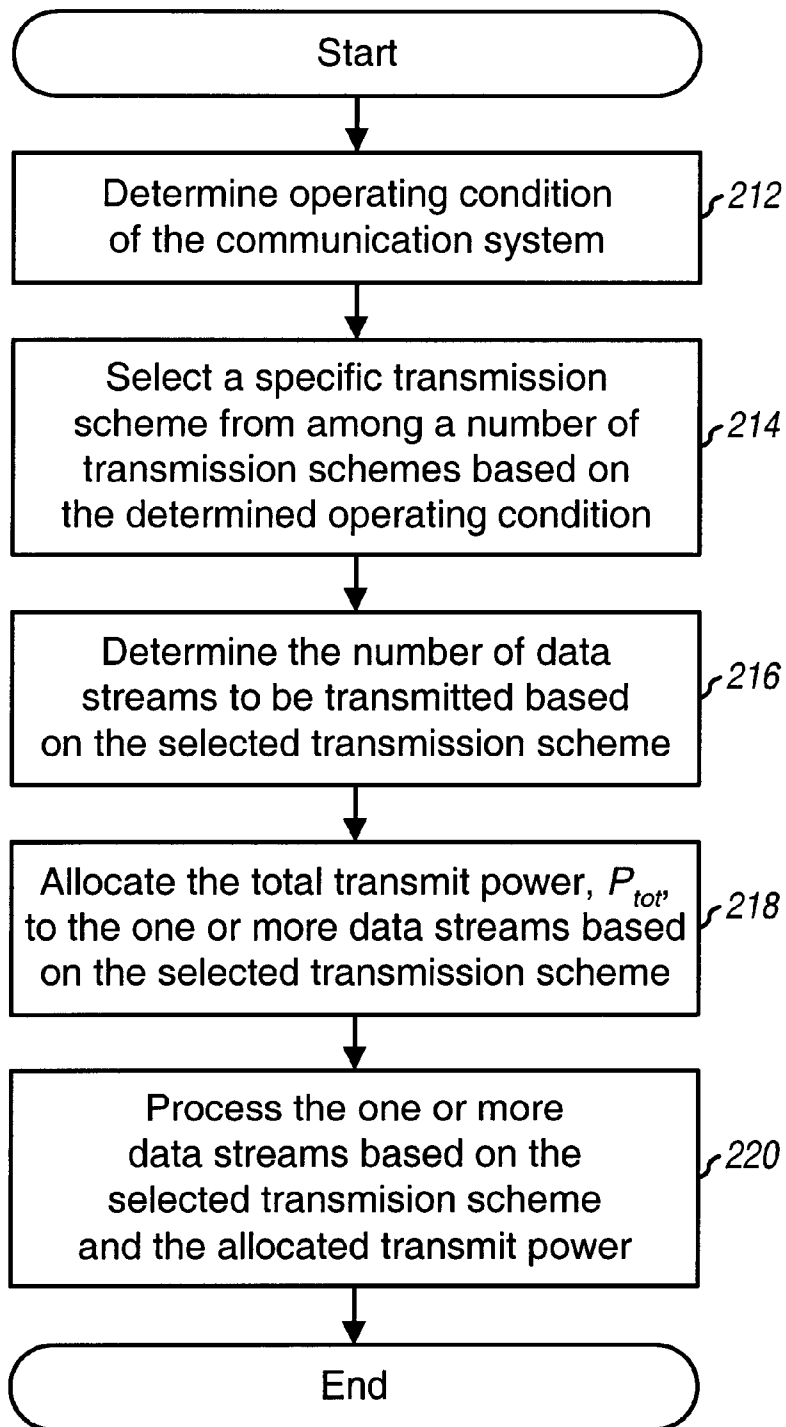 Start
Determine operating condition
of the communication system
212
Select a specific transmission
scheme from among a number of
transmission schemes based on
the determined operating condition
214
Determine the number of data
streams to be transmitted based
on the selected transmission scheme
216
Allocate the total transmit power, Ptot,
to the one or more data streams based
on the selected transmission scheme
218
Process the one or more
data streams based on the
selected transmision scheme
and the allocated transmit power
220
End